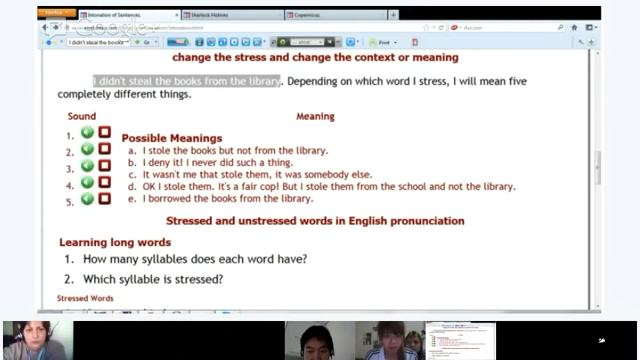 Intonation of Sentences.
Sherlock Holmes
Copernicus
I didn't steal the books
change the stress and change the context or meaning
I didn't steal the books from the library. Depending on which word I stress, I will mean five
completely different things.
Sound Meaning
Possible Meanings
1.
2. a. I stole the books but not from the library.
b. I deny it! I never did such a thing.
3. c. It wasn't me that stole them, it was somebody else.
4. d. OK I stole them. It's a fair cop! But I stole them from the school and not the library.
5. e. I borrowed the books from the library.
Stressed and unstressed words in English pronunciation
Learning long words
1. How many syllables does each word have?
2. Which syllable is stressed?
Stressed Words